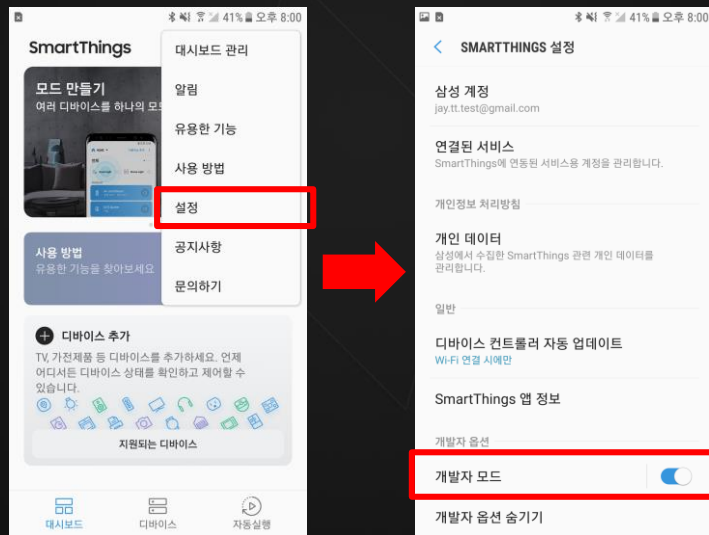 41% 오후 8:00
SmartThings
모드 만들기
여러 디바이스를 하나의 모
대시보드 관리
알림
유용한 기능
사용 방법
설정
공지사항
문의하기
사용 방법
유용한 기능을 찾아보세요
디바이스 추가
TV, 가전제품 등 디바이스를 추가하세요. 언제
어디서든 디바이스 상태를 확인하고 제어할 수
있습니다.
지원되는 디바이스
대시보드
디바이스
자동실행
41% 오후 8:00
SMARTTHINGS 설정
삼성 계정
jay.tt.test@gmail.com
연결된 서비스
SmartThings에 연동된 서비스용 계정을 관리합니다.
개인정보 처리방침
개인 데이터
삼성에서 수집한 SmartThings 관련 개인 데이터를
관리합니다.
일반
디바이스 컨트롤러 자동 업데이트
Wi-Fi 연결 시에만
SmartThings 앱 정보
개발자 옵션
개발자 모드
개발자 옵션 숨기기